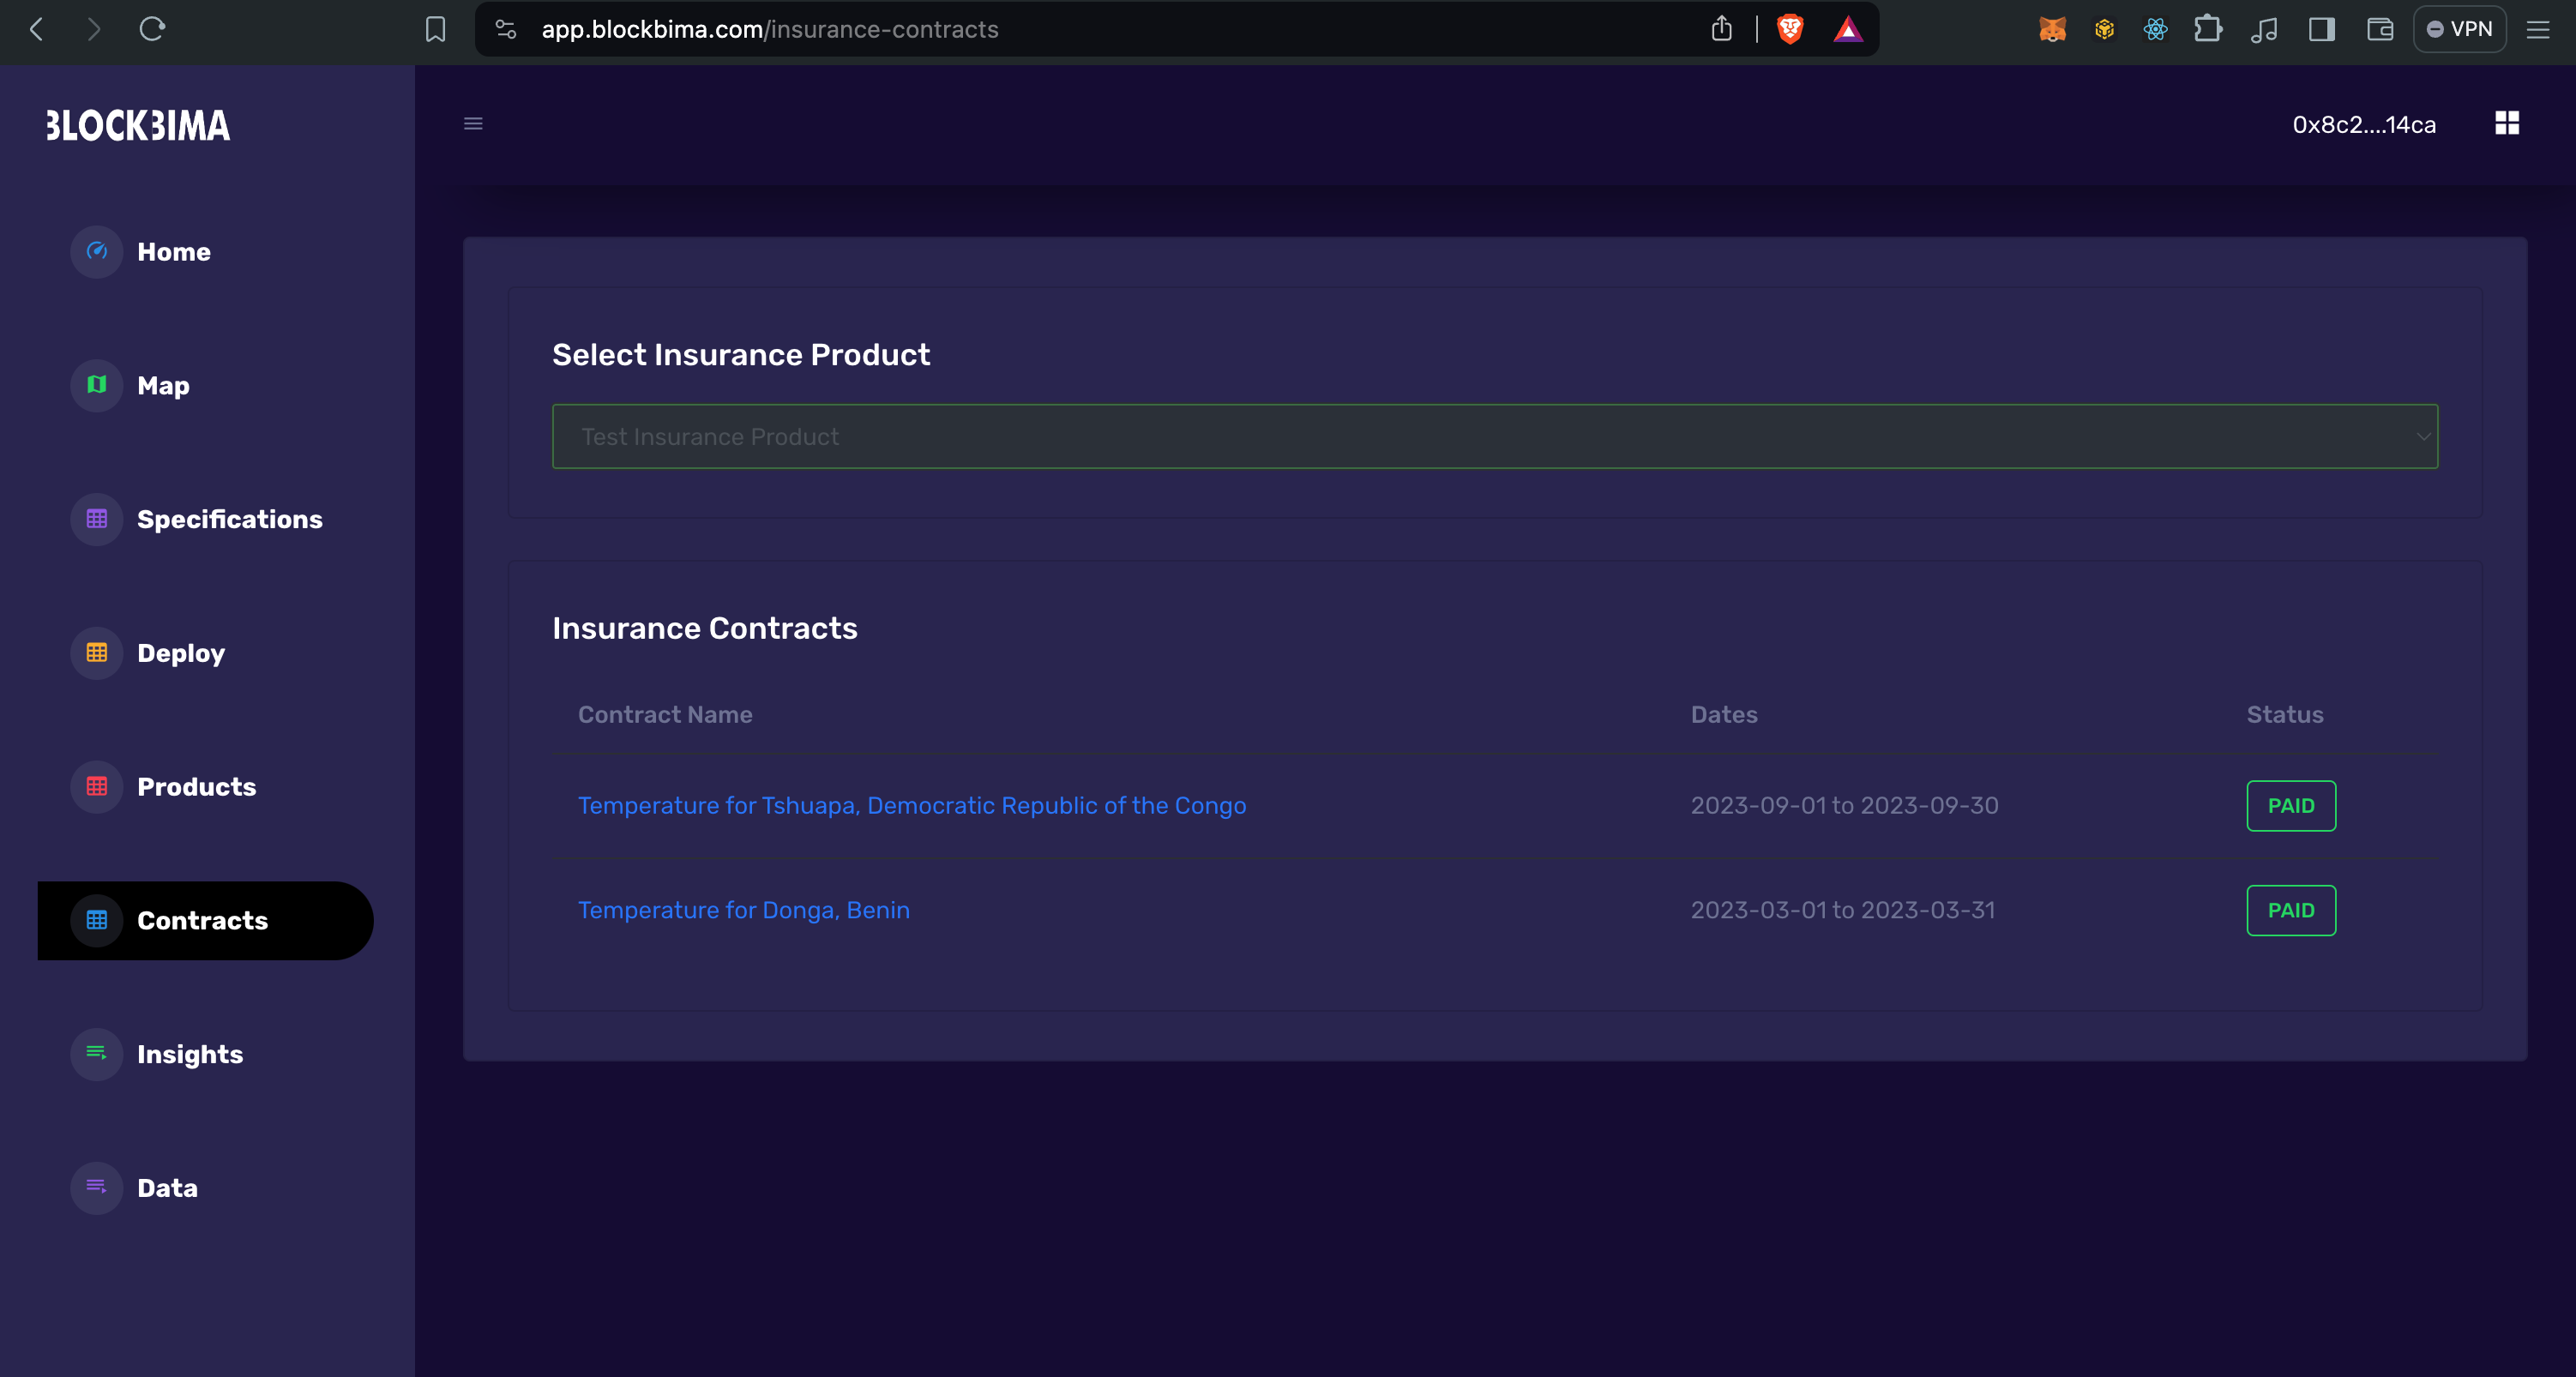 app.blockbima.com/insurance-contracts
VPN
BLOCKBIMA
0x8c2....14ca
Home
Map
Specifications
Deploy
Products
Contracts
Insights
Data
Select Insurance Product
Test Insurance Product
Insurance Contracts
Contract Name Dates Status
Temperature for Tshuapa, Democratic Republic of the Congo 2023-09-01 to 2023-09-30 PAID
Temperature for Donga, Benin 2023-03-01 to 2023-03-31 PAID